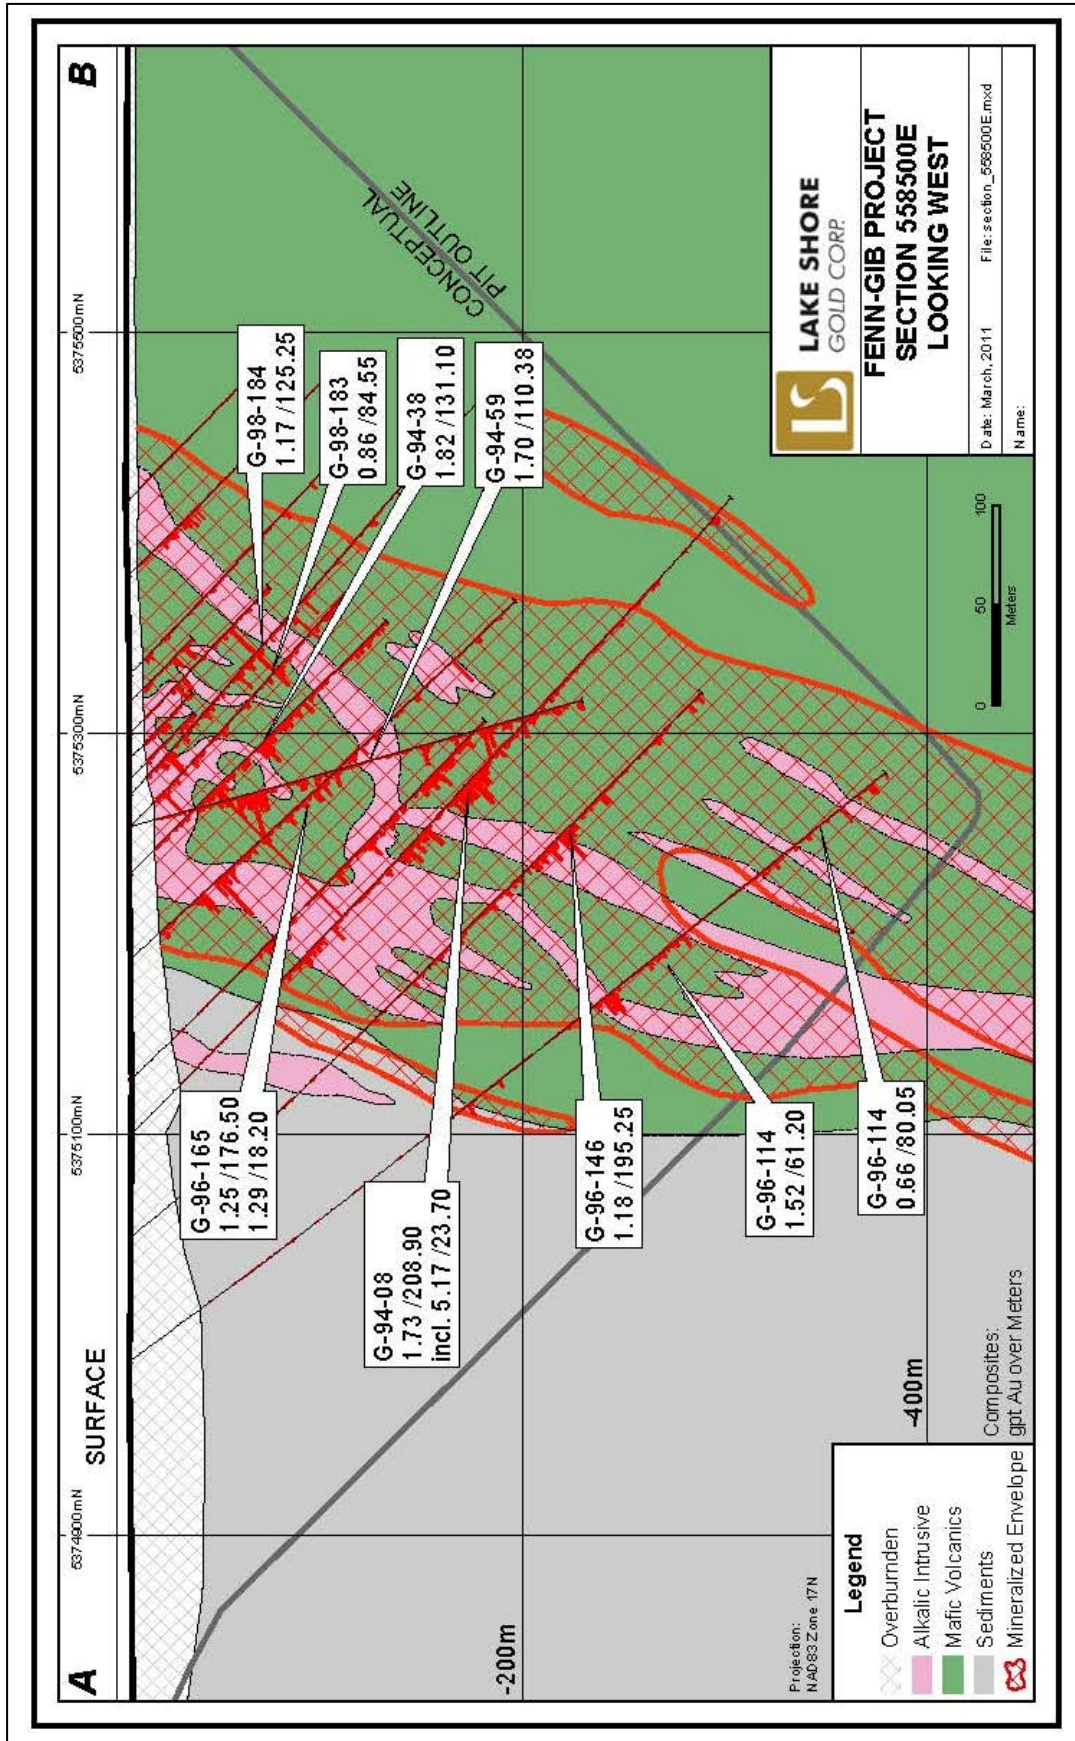 A
SURFACE
B
5374900mN
5375100mN
5375300mN
5375500mN
G-98-184
1.17 /125.25
G-98-183
0.86 /84.55
G-94-38
1.82 /131.10
G-94-59
1.70 /110.38
CONCEPTUAL
PIT OUTLINE
G-96-165
1.25 /176.50
1.29 /18.20
G-94-08
1.73 /208.90
incl. 5.17 /23.70
G-96-146
1.18 /195.25
G-96-114
1.52 /61.20
G-96-114
0.66 /80.05
-200m
-400m
Projection:
NAD83 Zone 17N
Legend
Overburden
Alkalic Intrusive
Mafic Volcanics
Sediments
Mineralized Envelope
Composites:
gpt Au over Meters
0 50 100
Meters
LS
LAKE SHORE
GOLD CORP.
FENN-GIB PROJECT
SECTION 558500E
LOOKING WEST
Date: March, 2011
File: section_558500E.mxd
Name: